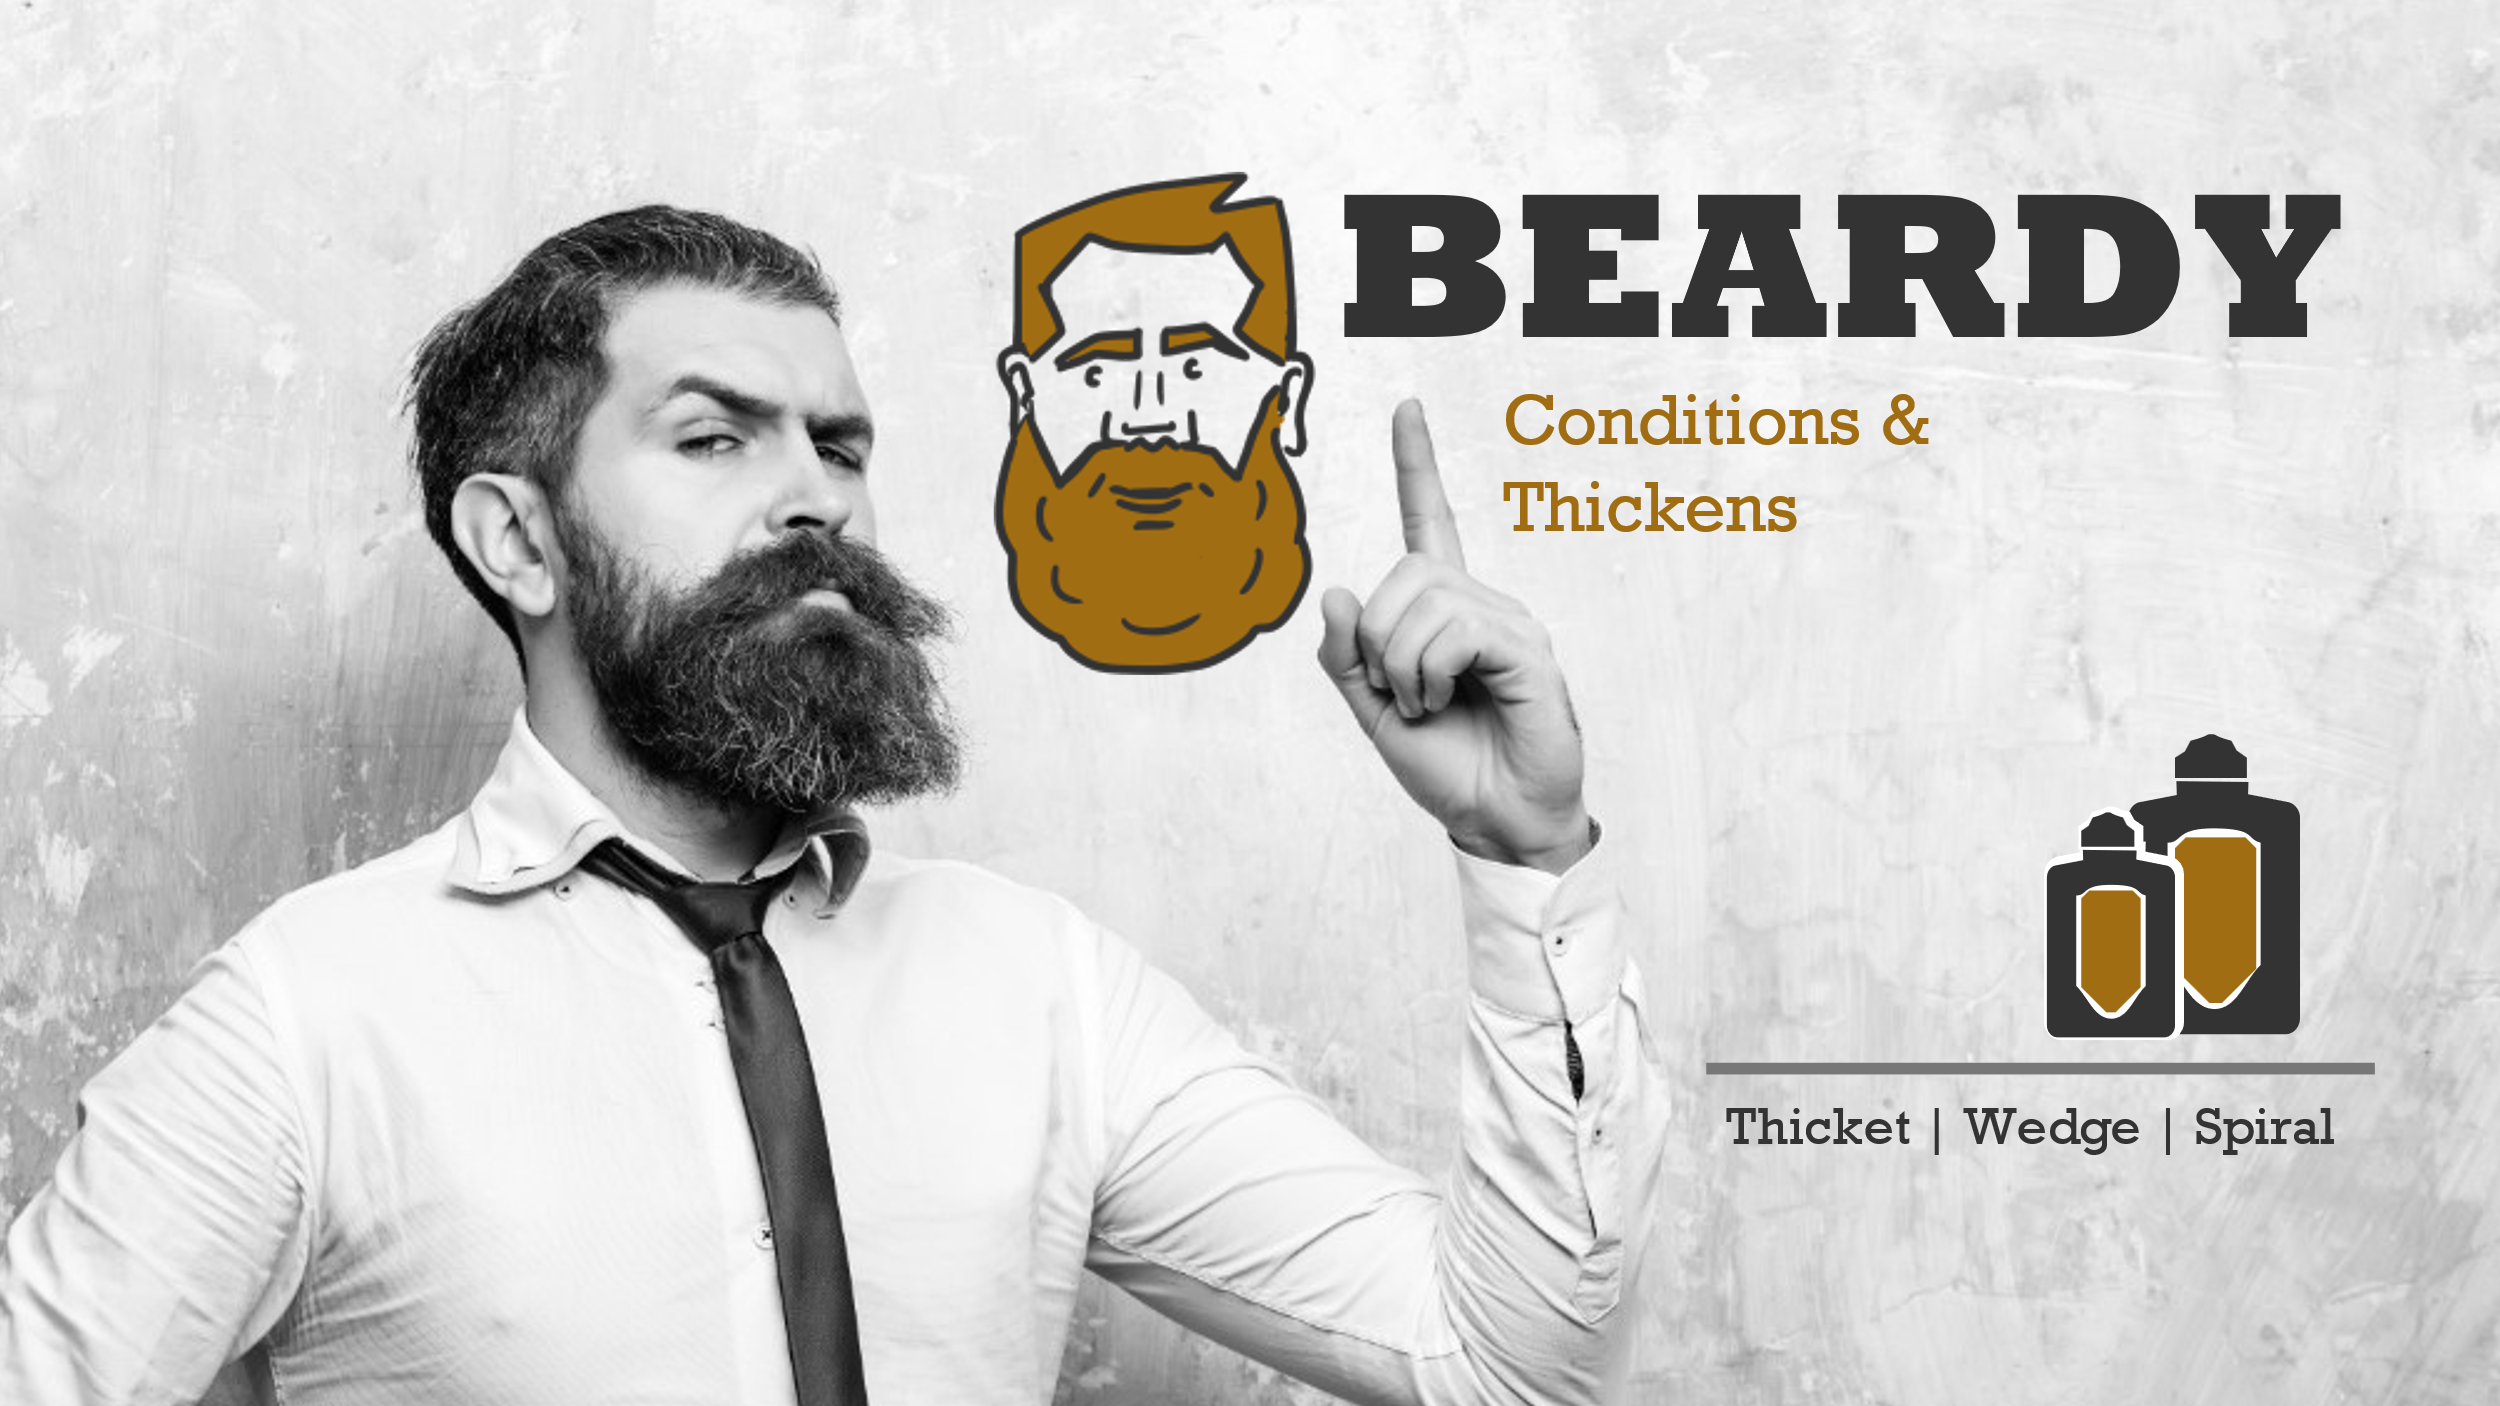 BEARDY
Conditions &
Thickens
Thicket | Wedge | Spiral